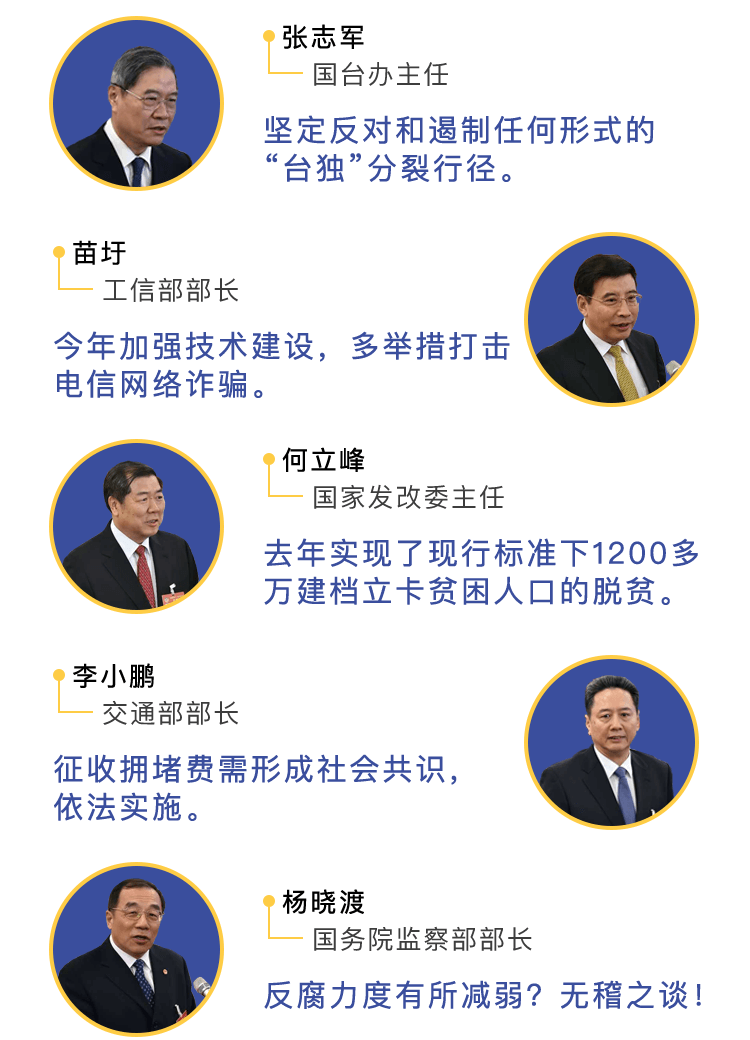 张志军
国台办主任
坚定反对和遏制任何形式的
“台独”分裂行径。
苗圩
工信部部长
今年加强技术建设，多举措打击
电信网络诈骗。
何立峰
国家发改委主任
去年实现了现行标准下1200多
万建档立卡贫困人口的脱贫。
李小鹏
交通部部长
征收拥堵费需形成社会共识，
依法实施。
杨晓渡
国务院监察部部长
反腐力度有所减弱？无稽之谈！